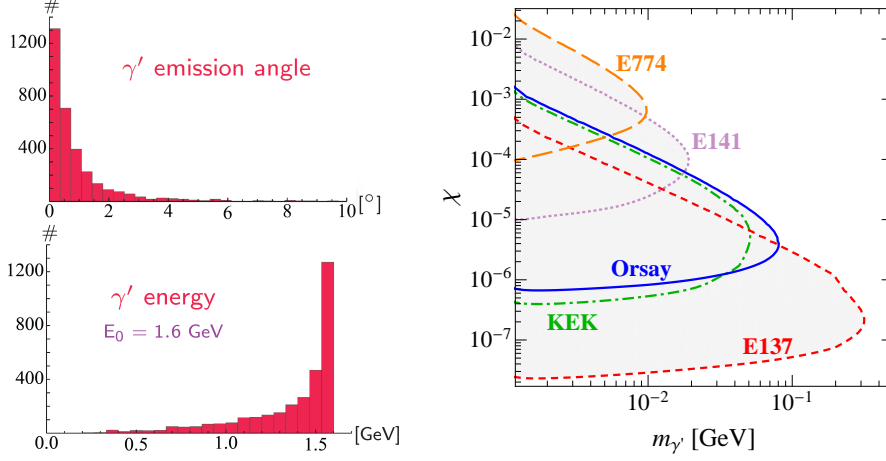 #
1200
800
400
γ′ emission angle
0
2
4
6
8
10
[°]
#
1200
800
400
γ′ energy
E₀ = 1.6 GeV
0.0
0.5
1.0
1.5
[GeV]
χ
10⁻²
10⁻³
10⁻⁴
10⁻⁵
10⁻⁶
10⁻⁷
E774
E141
Orsay
KEK
E137
10⁻²
10⁻¹
mγ′ [GeV]